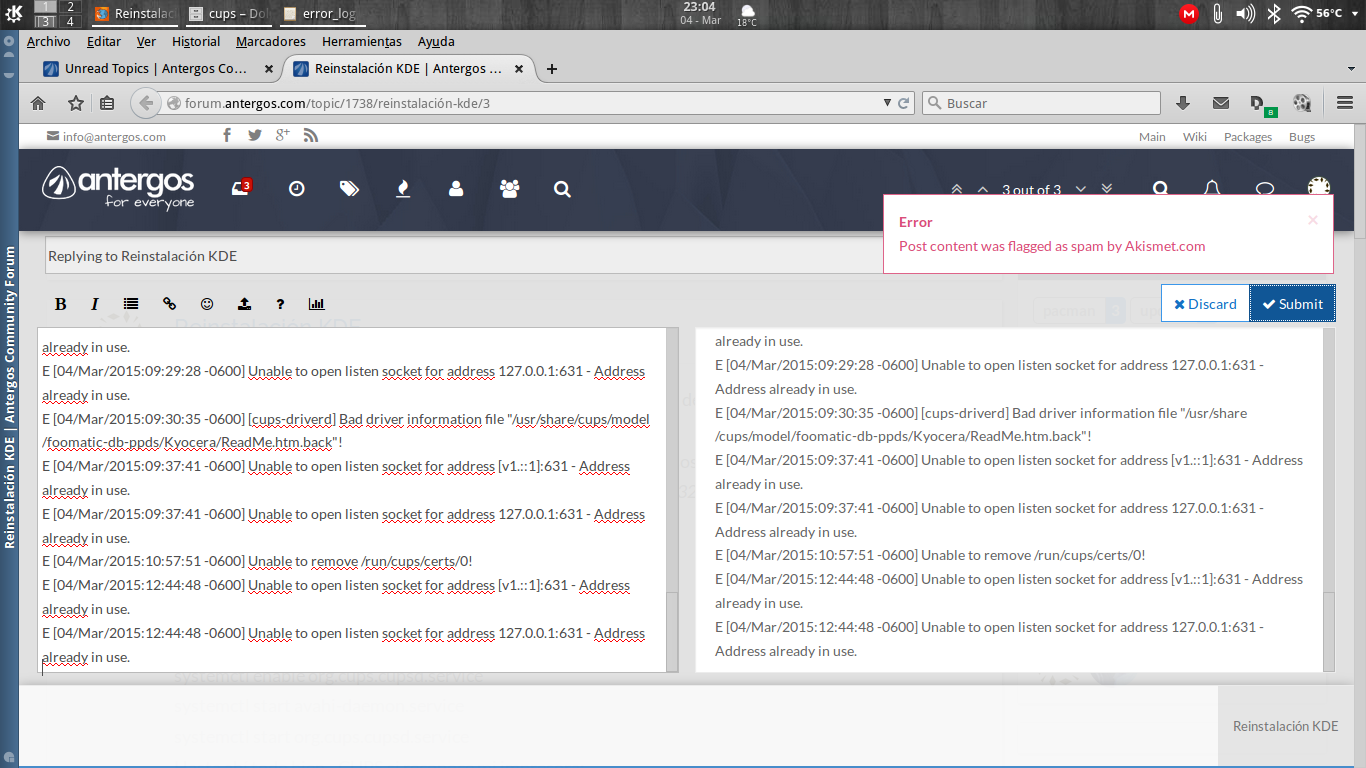 1 2
3 4
Reinstalac
cups – Dol
error_log
23:04
04 - Mar
18°C
M
56°C
Archivo Editar Ver Historial Marcadores Herramientas Ayuda
Unread Topics | Antergos Co...
Reinstalación KDE | Antergos ...
forum.antergos.com/topic/1738/reinstalación-kde/3
Buscar
info@antergos.com
Main Wiki Packages Bugs
antergos
for everyone
3
3 out of 3
Error
Post content was flagged as spam by Akismet.com
Replying to Reinstalación KDE
Discard
Submit
already in use.
E [04/Mar/2015:09:29:28 -0600] Unable to open listen socket for address 127.0.0.1:631 - Address
already in use.
E [04/Mar/2015:09:30:35 -0600] [cups-driverd] Bad driver information file "/usr/share/cups/model
/foomatic-db-ppds/Kyocera/ReadMe.htm.back"!
E [04/Mar/2015:09:37:41 -0600] Unable to open listen socket for address [v1.::1]:631 - Address
already in use.
E [04/Mar/2015:09:37:41 -0600] Unable to open listen socket for address 127.0.0.1:631 - Address
already in use.
E [04/Mar/2015:10:57:51 -0600] Unable to remove /run/cups/certs/0!
E [04/Mar/2015:12:44:48 -0600] Unable to open listen socket for address [v1.::1]:631 - Address
already in use.
E [04/Mar/2015:12:44:48 -0600] Unable to open listen socket for address 127.0.0.1:631 - Address
already in use.
already in use.
E [04/Mar/2015:09:29:28 -0600] Unable to open listen socket for address 127.0.0.1:631 -
Address already in use.
E [04/Mar/2015:09:30:35 -0600] [cups-driverd] Bad driver information file "/usr/share
/cups/model/foomatic-db-ppds/Kyocera/ReadMe.htm.back"!
E [04/Mar/2015:09:37:41 -0600] Unable to open listen socket for address [v1.::1]:631 - Address
already in use.
E [04/Mar/2015:09:37:41 -0600] Unable to open listen socket for address 127.0.0.1:631 -
Address already in use.
E [04/Mar/2015:10:57:51 -0600] Unable to remove /run/cups/certs/0!
E [04/Mar/2015:12:44:48 -0600] Unable to open listen socket for address [v1.::1]:631 - Address
already in use.
E [04/Mar/2015:12:44:48 -0600] Unable to open listen socket for address 127.0.0.1:631 -
Address already in use.
systemctl enable org.cups.cupsd.service
Reinstalación KDE
Reinstalación KDE | Antergos Community Forum